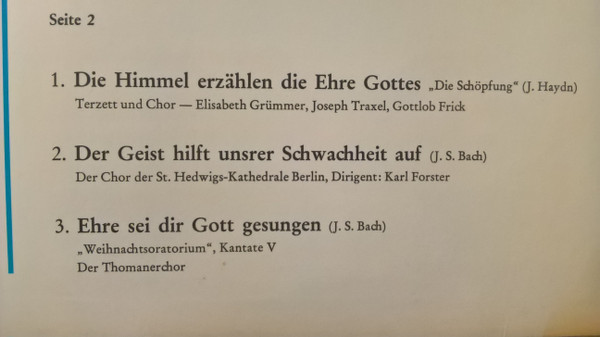 Seite 2
1. Die Himmel erzählen die Ehre Gottes „Die Schöpfung“ (J. Haydn)
Terzett und Chor — Elisabeth Grümmer, Joseph Traxel, Gottlob Frick
2. Der Geist hilft unsrer Schwachheit auf (J. S. Bach)
Der Chor der St. Hedwigs-Kathedrale Berlin, Dirigent: Karl Forster
3. Ehre sei dir Gott gesungen (J. S. Bach)
„Weihnachtsoratorium“, Kantate V
Der Thomanerchor